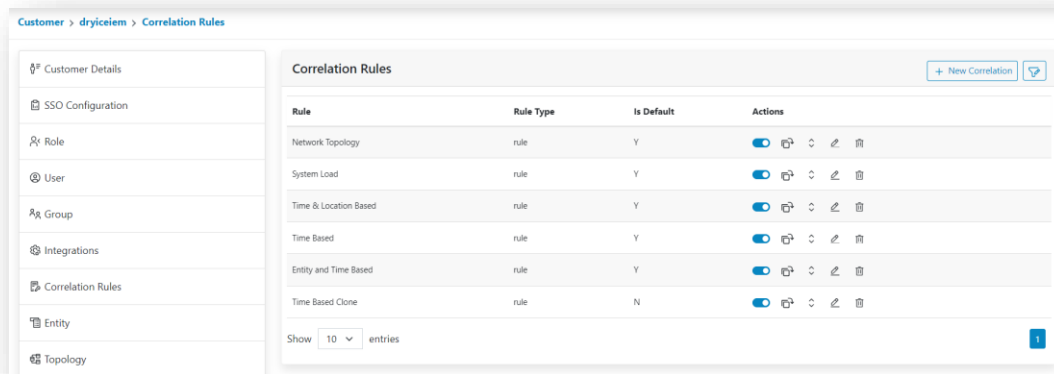 Customer > dryiceiem > Correlation Rules
Customer Details
SSO Configuration
Role
User
Group
Integrations
Correlation Rules
Entity
Topology
Correlation Rules
+ New Correlation
Rule Rule Type Is Default Actions
Network Topology rule Y
System Load rule Y
Time & Location Based rule Y
Time Based rule Y
Entity and Time Based rule Y
Time Based Clone rule N
Show 10 entries
1